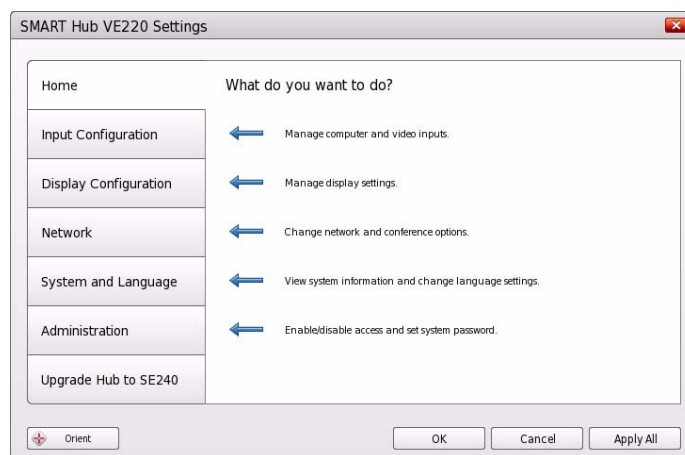 SMART Hub VE220 Settings
Home
What do you want to do?
Input Configuration
Manage computer and video inputs.
Display Configuration
Manage display settings.
Network
Change network and conference options.
System and Language
View system information and change language settings.
Administration
Enable/disable access and set system password.
Upgrade Hub to SE240
Orient
OK
Cancel
Apply All